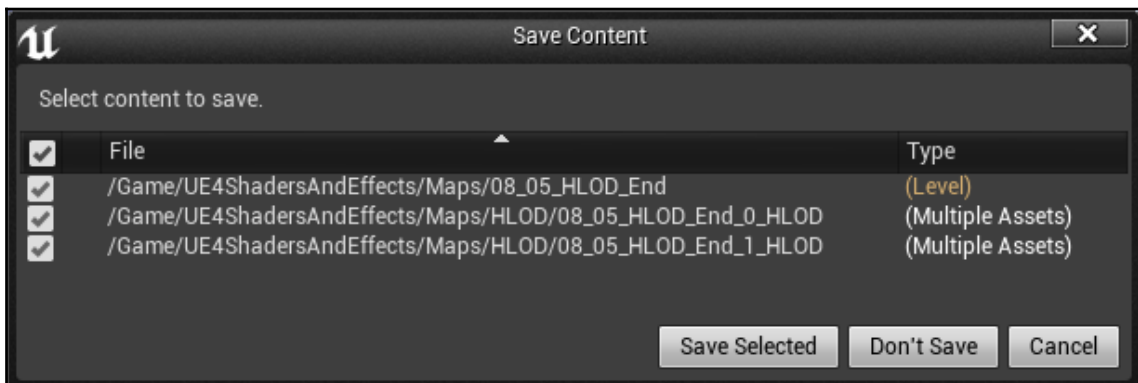 Save Content
Select content to save.
File Type
/Game/UE4ShadersAndEffects/Maps/08_05_HLOD_End (Level)
/Game/UE4ShadersAndEffects/Maps/HLOD/08_05_HLOD_End_0_HLOD (Multiple Assets)
/Game/UE4ShadersAndEffects/Maps/HLOD/08_05_HLOD_End_1_HLOD (Multiple Assets)
Save Selected Don't Save Cancel